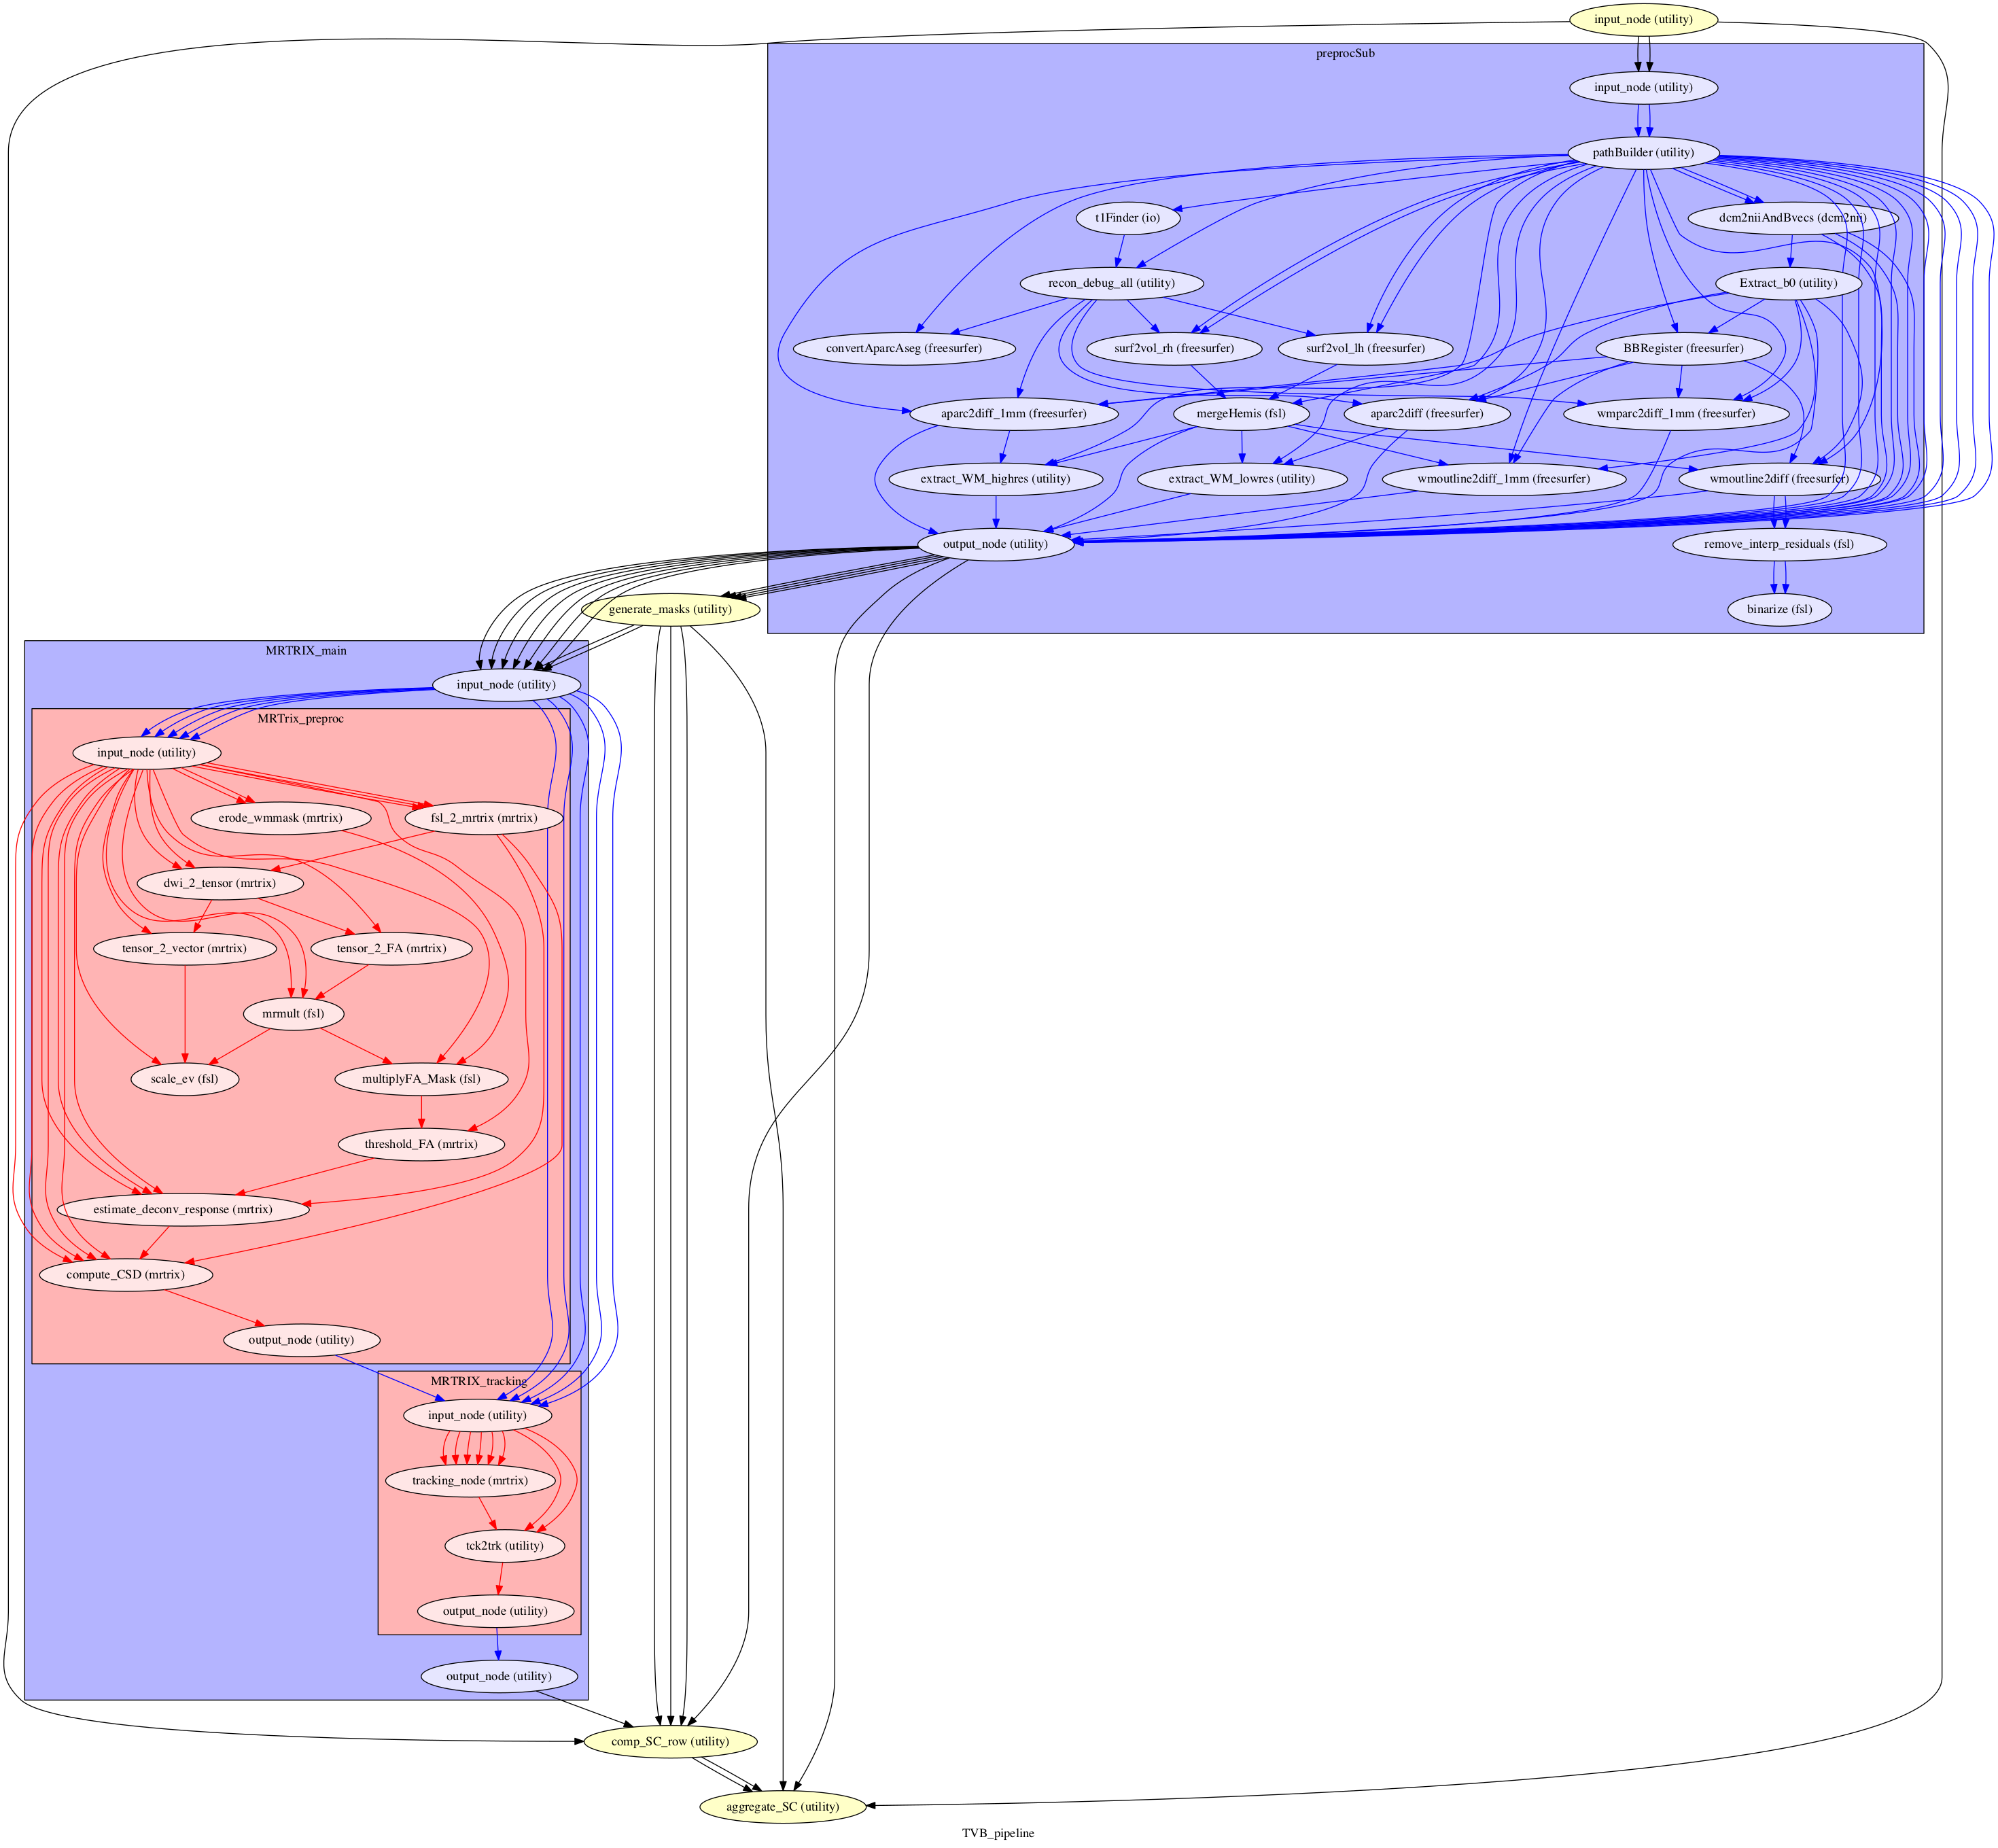 input_node (utility)
preprocSub
input_node (utility)
pathBuilder (utility)
t1Finder (io)
dcm2niiAndBvecs (dcm2nii)
recon_debug_all (utility)
Extract_b0 (utility)
convertAparcAseg (freesurfer)
surf2vol_rh (freesurfer)
surf2vol_lh (freesurfer)
BBRegister (freesurfer)
aparc2diff_1mm (freesurfer)
mergeHemis (fsl)
aparc2diff (freesurfer)
wmparc2diff_1mm (freesurfer)
extract_WM_highres (utility)
extract_WM_lowres (utility)
wmoutline2diff_1mm (freesurfer)
wmoutline2diff (freesurfer)
output_node (utility)
remove_interp_residuals (fsl)
generate_masks (utility)
binarize (fsl)
MRTRIX_main
input_node (utility)
MRTrix_preproc
input_node (utility)
erode_wmmask (mrtrix)
fsl_2_mrtrix (mrtrix)
dwi_2_tensor (mrtrix)
tensor_2_vector (mrtrix)
tensor_2_FA (mrtrix)
mrmult (fsl)
scale_ev (fsl)
multiplyFA_Mask (fsl)
threshold_FA (mrtrix)
estimate_deconv_response (mrtrix)
compute_CSD (mrtrix)
output_node (utility)
MRTRIX_tracking
input_node (utility)
tracking_node (mrtrix)
tck2trk (utility)
output_node (utility)
output_node (utility)
comp_SC_row (utility)
aggregate_SC (utility)
TVB_pipeline